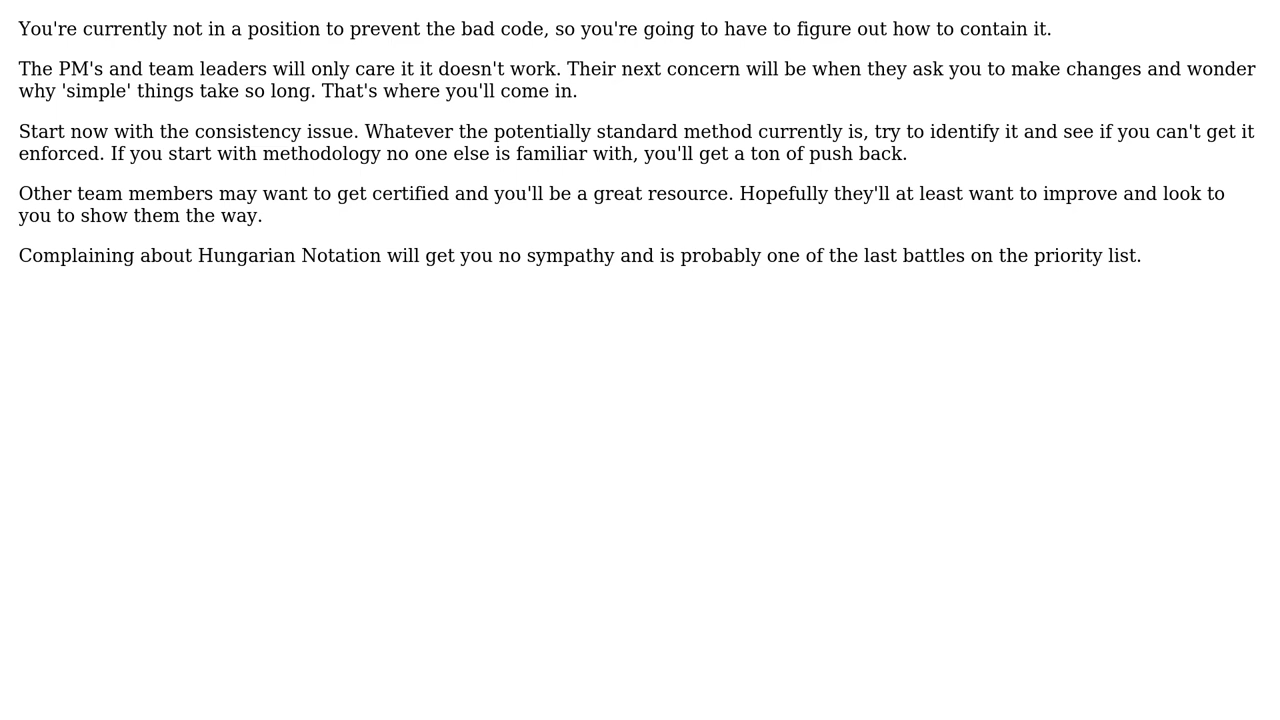 You're currently not in a position to prevent the bad code, so you're going to have to figure out how to contain it.
The PM's and team leaders will only care it it doesn't work. Their next concern will be when they ask you to make changes and wonder
why 'simple' things take so long. That's where you'll come in.
Start now with the consistency issue. Whatever the potentially standard method currently is, try to identify it and see if you can't get it
enforced. If you start with methodology no one else is familiar with, you'll get a ton of push back.
Other team members may want to get certified and you'll be a great resource. Hopefully they'll at least want to improve and look to
you to show them the way.
Complaining about Hungarian Notation will get you no sympathy and is probably one of the last battles on the priority list.